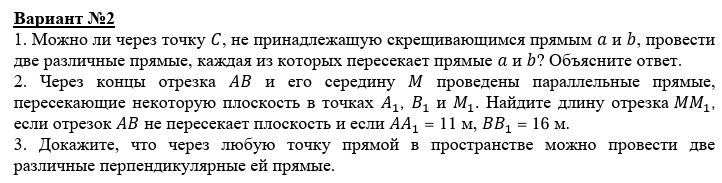 Вариант №2
1. Можно ли через точку C, не принадлежащую скрещивающимся прямым a и b, провести
две различные прямые, каждая из которых пересекает прямые a и b? Объясните ответ.
2. Через концы отрезка AB и его середину M проведены параллельные прямые,
пересекающие некоторую плоскость в точках A₁, B₁ и M₁. Найдите длину отрезка MM₁,
если отрезок AB не пересекает плоскость и если AA₁ = 11 м, BB₁ = 16 м.
3. Докажите, что через любую точку прямой в пространстве можно провести две
различные перпендикулярные ей прямые.